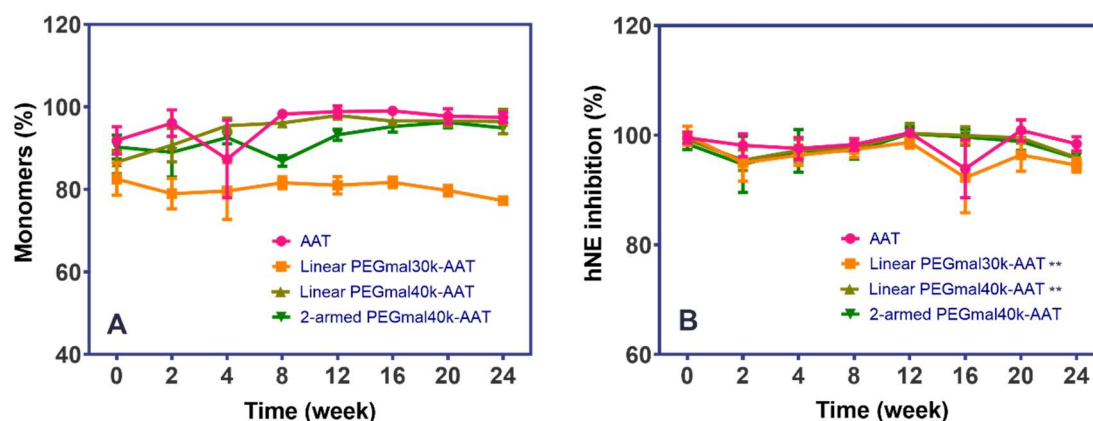 120
100
80
60
40
Monomers (%)
AAT
Linear PEGmal30k-AAT
Linear PEGmal40k-AAT
2-armed PEGmal40k-AAT
A
0 2 4 8 12 16 20 24
Time (week)
120
100
80
60
hNE inhibition (%)
AAT
Linear PEGmal30k-AAT **
Linear PEGmal40k-AAT **
2-armed PEGmal40k-AAT
B
0 2 4 8 12 16 20 24
Time (week)